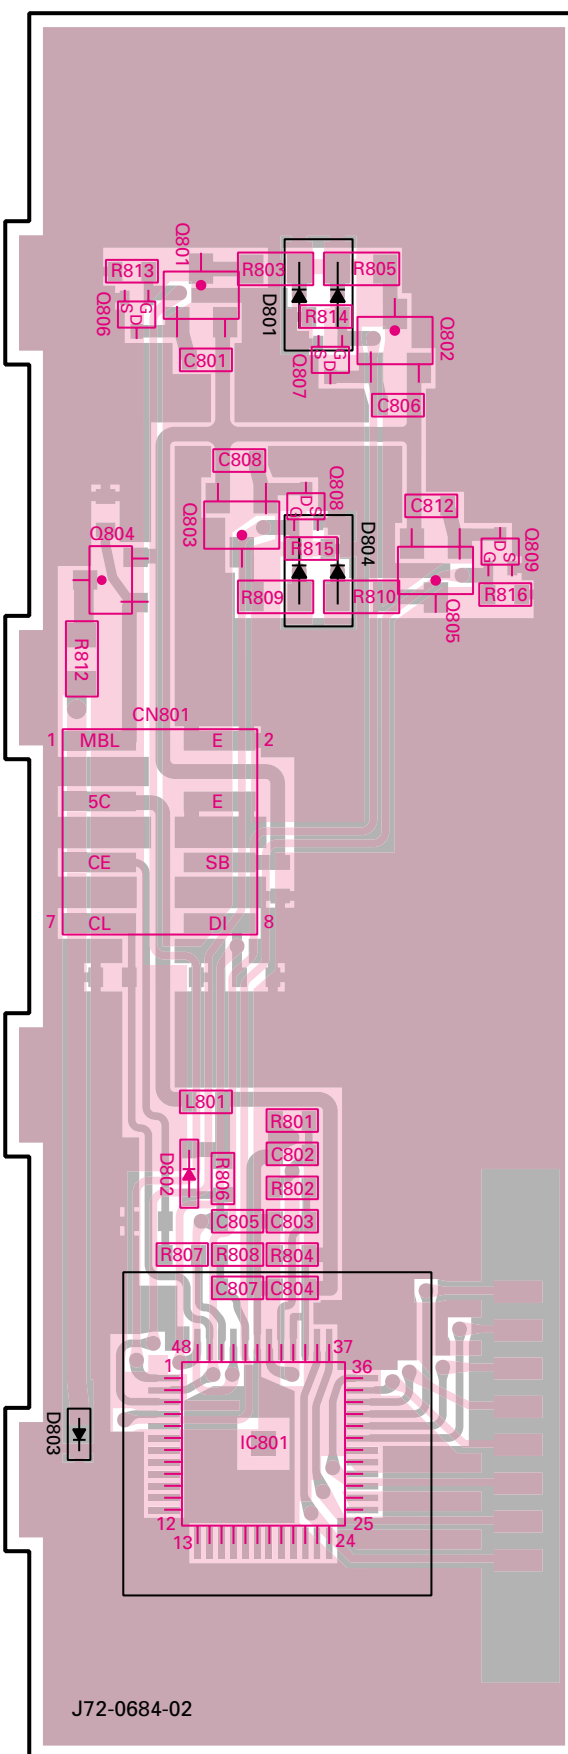 Q801
R813
R803
R805
Q806
S
G
D
D801
R814
Q802
C801
Q807
S
G
D
C806
C808
Q808
Q803
D
S
G
D804
C812
Q804
R815
D
S
G
Q809
R809
R810
Q805
R816
R812
CN801
1
MBL
E
2
5C
E
CE
SB
7
CL
DI
8
L801
R801
D802
R806
C802
R802
C805
C803
R807
R808
R804
C807
C804
48
37
1
36
D803
IC801
12
25
13
24
J72-0684-02